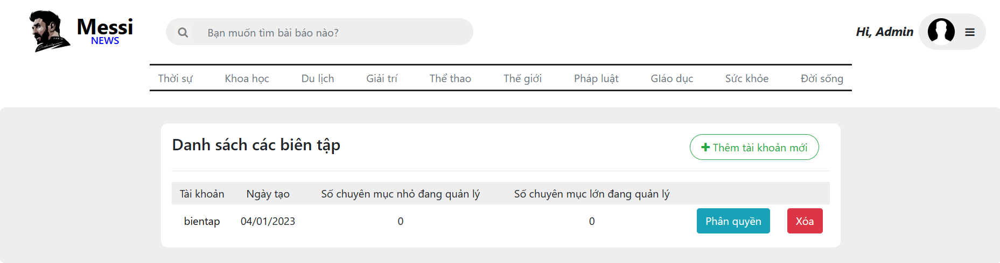 Messi
NEWS
Bạn muốn tìm bài báo nào?
Hi, Admin
Thời sự Khoa học Du lịch Giải trí Thể thao Thế giới Pháp luật GIáo dục Sức khỏe Đời sống
Danh sách các biên tập
Thêm tài khoản mới
Tài khoản Ngày tạo Số chuyên mục nhỏ đang quản lý Số chuyên mục lớn đang quản lý
bientap 04/01/2023 0 0 Phân quyền Xóa